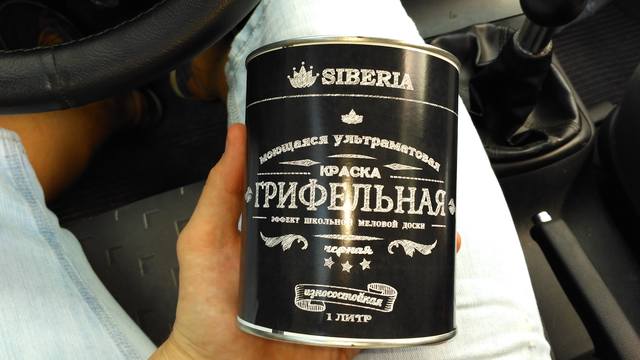 SIBERIA
моющаяся ультраматовая
КРАСКА
ГРИФЕЛЬНАЯ
ЭФФЕКТ ШКОЛЬНОЙ МЕЛОВОЙ ДОСКИ
черная
износостойкая
1 ЛИТР